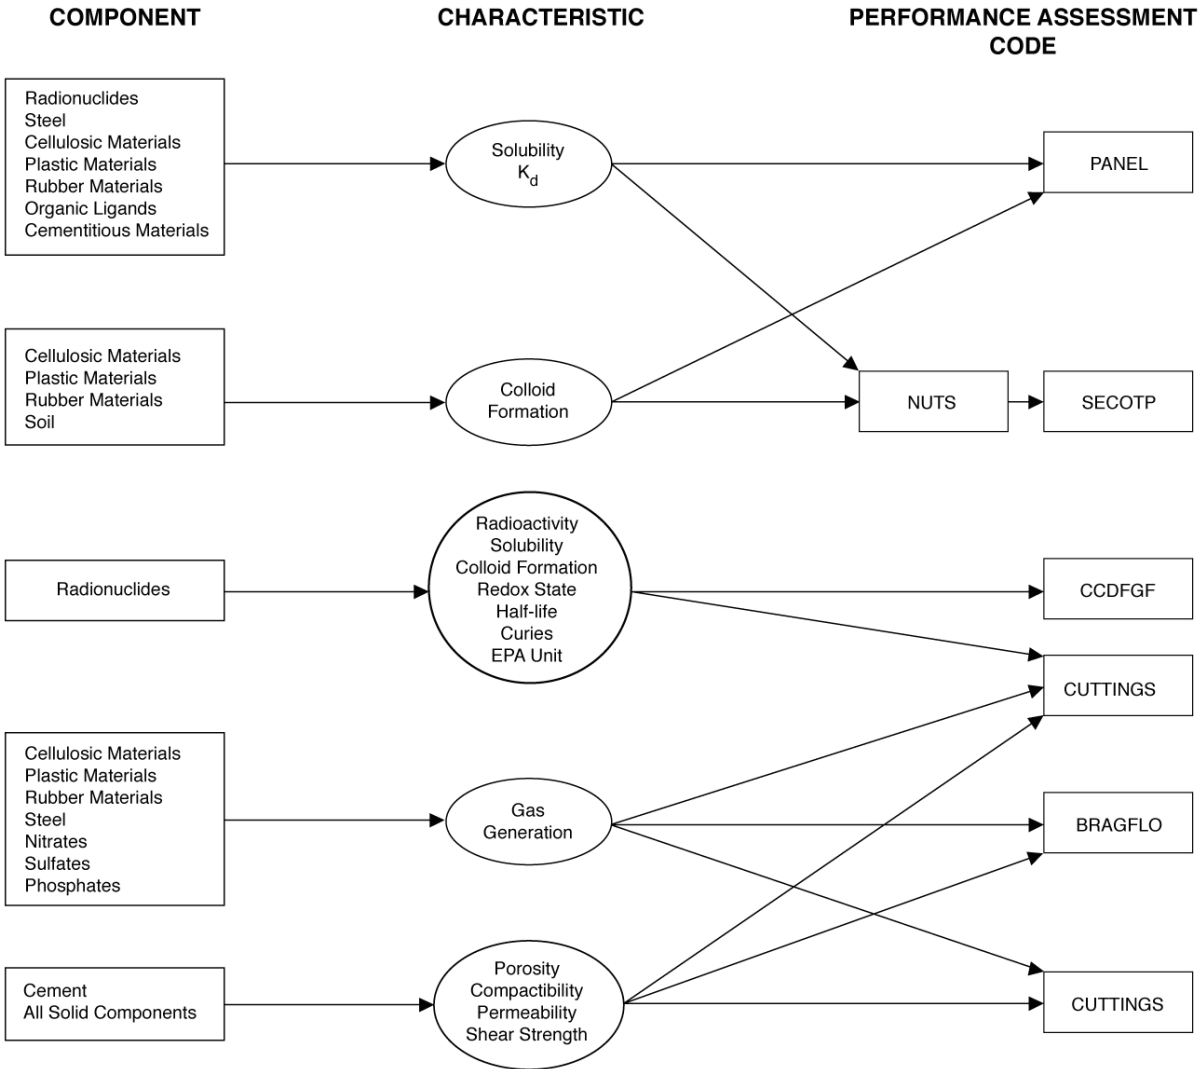 COMPONENT
CHARACTERISTIC
PERFORMANCE ASSESSMENT
CODE
Radionuclides
Steel
Cellulosic Materials
Plastic Materials
Rubber Materials
Organic Ligands
Cementitious Materials
Solubility
Kd
PANEL
Cellulosic Materials
Plastic Materials
Rubber Materials
Soil
Colloid
Formation
NUTS
SECOTP
Radionuclides
Radioactivity
Solubility
Colloid Formation
Redox State
Half-life
Curies
EPA Unit
CCDFGF
CUTTINGS
Cellulosic Materials
Plastic Materials
Rubber Materials
Steel
Nitrates
Sulfates
Phosphates
Gas
Generation
BRAGFLO
Cement
All Solid Components
Porosity
Compactibility
Permeability
Shear Strength
CUTTINGS